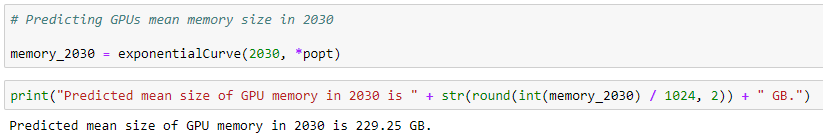 # Predicting GPUs mean memory size in 2030
memory_2030 = exponentialCurve(2030, *popt)
print("Predicted mean size of GPU memory in 2030 is " + str(round(int(memory_2030) / 1024, 2)) + " GB.")
Predicted mean size of GPU memory in 2030 is 229.25 GB.